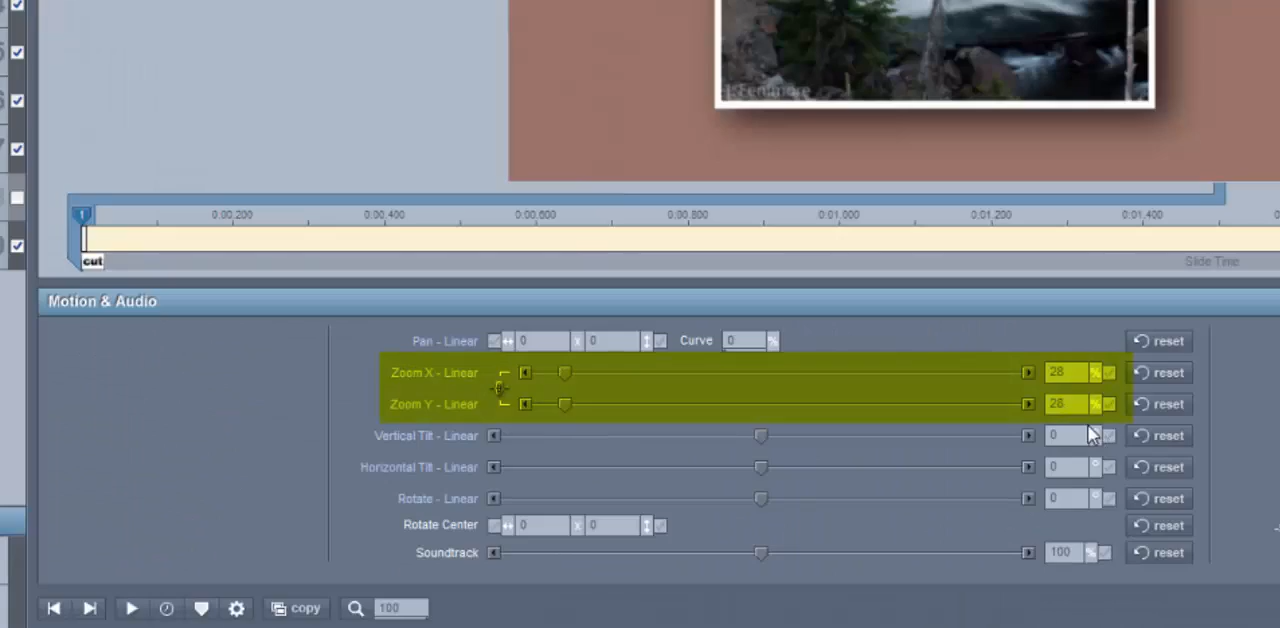 Fenimore
1
0:00.200 0:00.400 0:00.600 0:00.800 0:01.000 0:01.200 0:01.400
cut
Slide Time
Motion & Audio
Pan - Linear 0 x 0 Curve 0 % reset
Zoom X - Linear 28 % reset
Zoom Y - Linear 28 % reset
Vertical Tilt - Linear 0 reset
Horizontal Tilt - Linear 0 ° reset
Rotate - Linear 0 ° reset
Rotate Center 0 x 0 reset
Soundtrack 100 % reset
copy 100